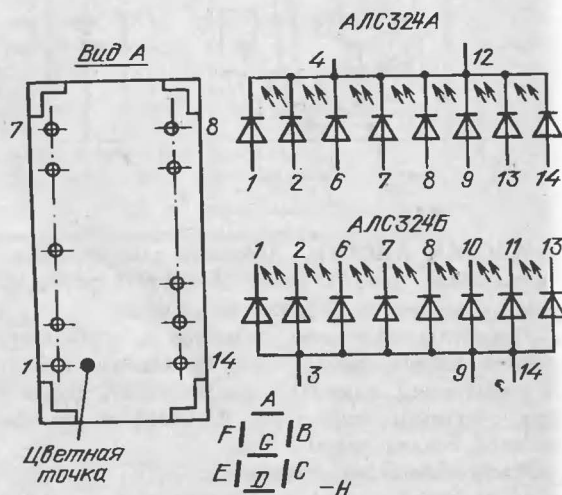 АЛС324А
Вид А
4 12
7 8
1 2 6 7 8 9 13 14
АЛС324Б
1 2 6 7 8 10 11 13
1 14
3 9 14
Цветная
точка
A
F G B
E D C
-H